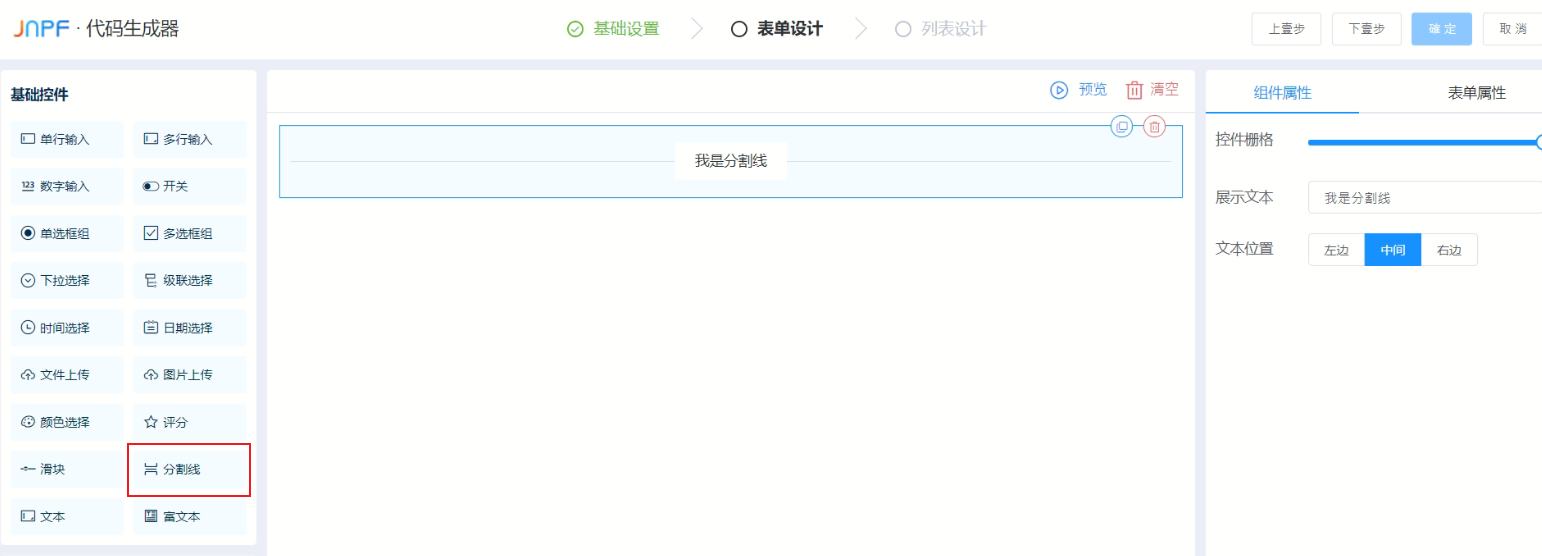 JNPF · 代码生成器
基础设置
表单设计
列表设计
上壹步
下壹步
確 定
取 消
基础控件
单行输入
多行输入
123 数字输入
开关
单选框组
多选框组
下拉选择
级联选择
时间选择
日期选择
文件上传
图片上传
颜色选择
评分
滑块
分割线
文本
富文本
预览
清空
我是分割线
组件属性
表单属性
控件栅格
展示文本
我是分割线
文本位置
左边
中间
右边